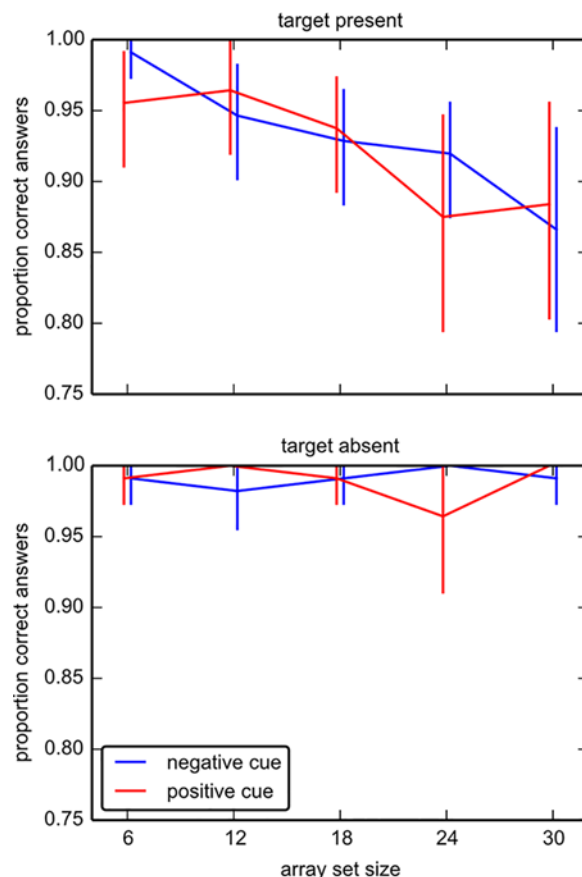 target present
1.00
0.95
0.90
0.85
0.80
0.75
proportion correct answers
target absent
1.00
0.95
0.90
0.85
0.80
0.75
proportion correct answers
negative cue
positive cue
6 12 18 24 30
array set size